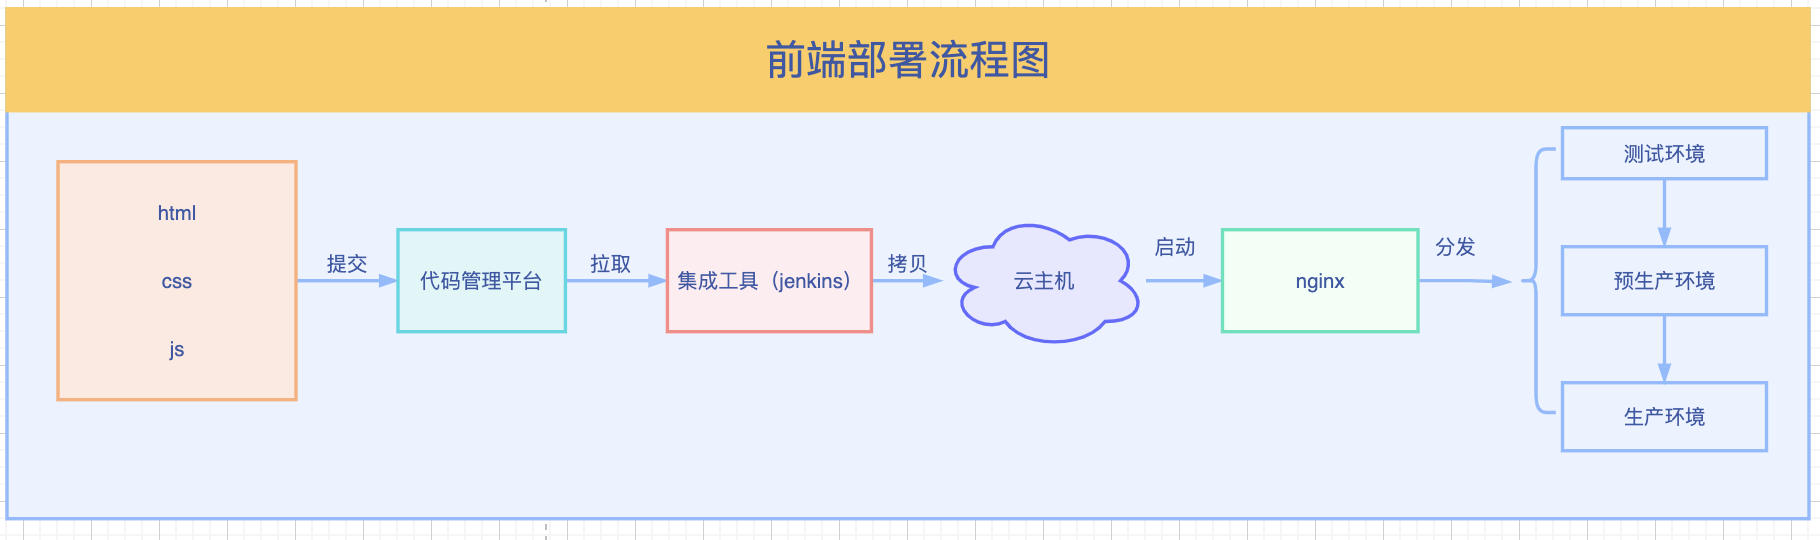 前端部署流程图
html
css
js
提交
代码管理平台
拉取
集成工具（jenkins）
拷贝
云主机
启动
nginx
分发
测试环境
预生产环境
生产环境